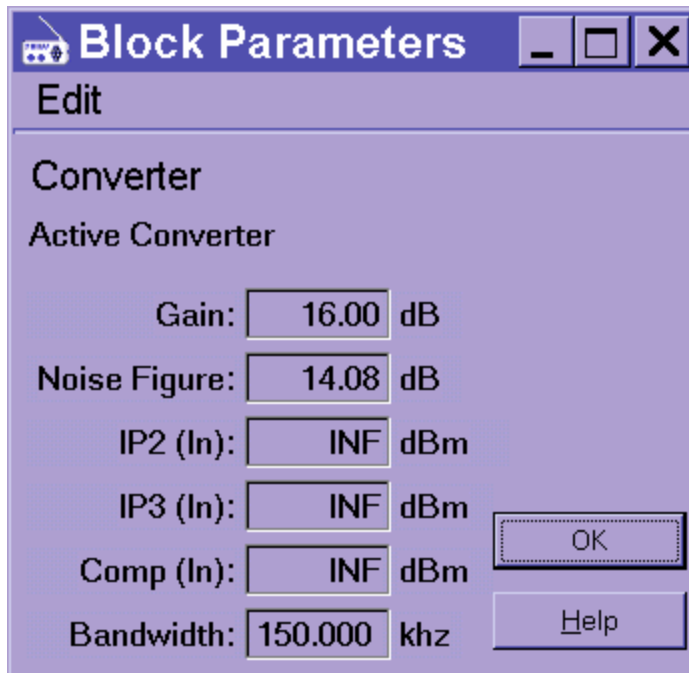 Block Parameters
Edit
Converter
Active Converter
Gain: 16.00 dB
Noise Figure: 14.08 dB
IP2 (In): INF dBm
IP3 (In): INF dBm
OK
Comp (In): INF dBm
Help
Bandwidth: 150.000 khz